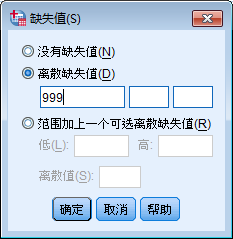 缺失值(S)
没有缺失值(N)
离散缺失值(D)
999
范围加上一个可选离散缺失值(R)
低(L): 高:
离散值(S):
确定 取消 帮助